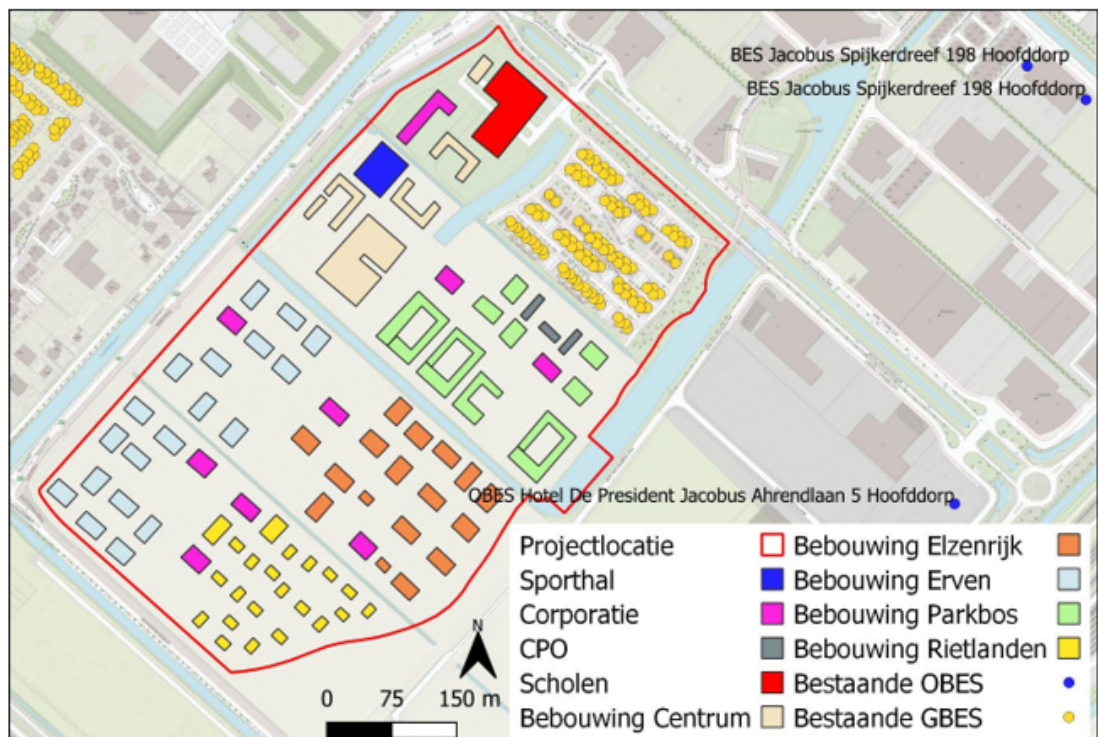 BES Jacobus Spijkerdreef 198 Hoofddorp
BES Jacobus Spijkerdreef 198 Hoofddorp
OBES Hotel De President Jacobus Ahrendlaan 5 Hoofddorp
Projectlocatie Bebouwing Elzenrijk
Sporthal Bebouwing Erven
Corporatie Bebouwing Parkbos
CPO Bebouwing Rietlanden
Scholen Bestaande OBES
Bebouwing Centrum Bestaande GBES
N
0 75 150 m